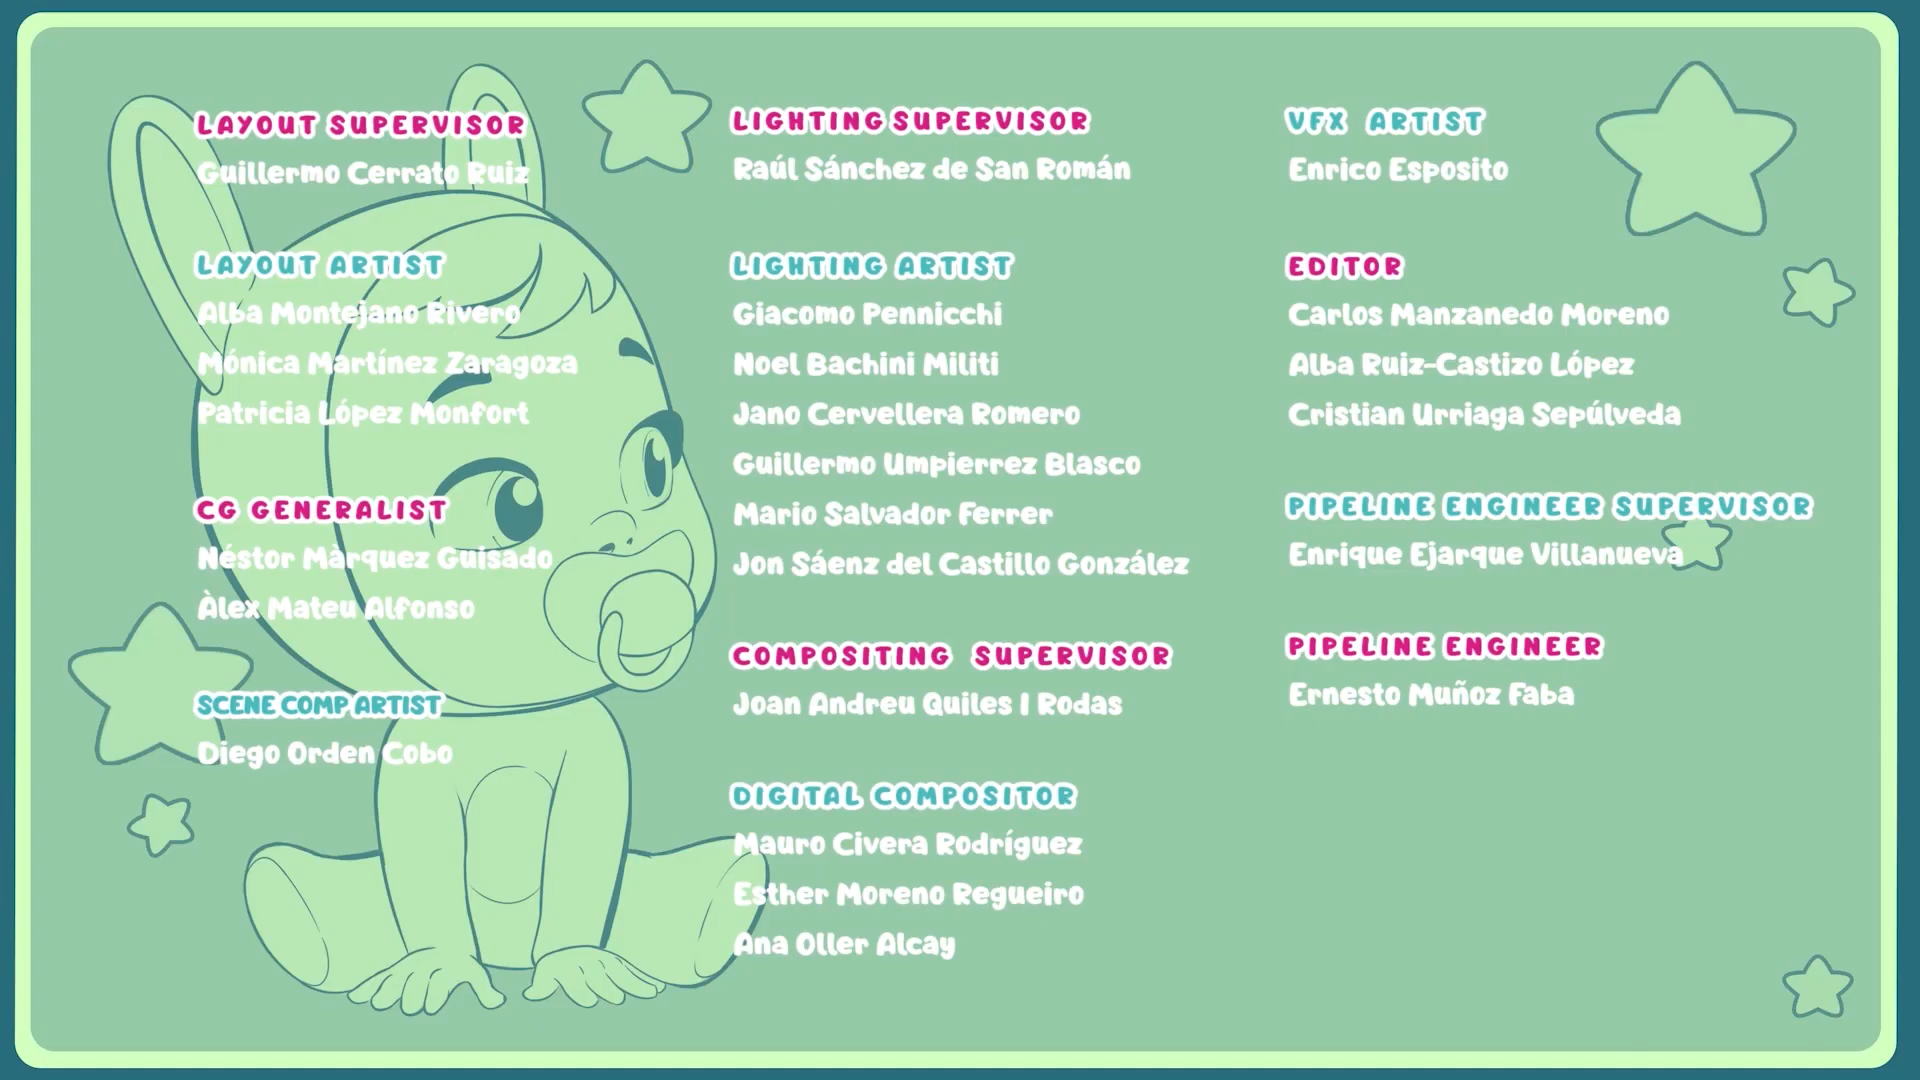 LAYOUT SUPERVISOR
Guillermo Cerrato Ruiz
LAYOUT ARTIST
Alba Montejano Rivero
Mónica Martínez Zaragoza
Patricia López Monfort
CG GENERALIST
Néstor Màrquez Guisado
Àlex Mateu Alfonso
SCENE COMP ARTIST
Diego Orden Cobo
LIGHTING SUPERVISOR
Raúl Sánchez de San Román
LIGHTING ARTIST
Giacomo Pennicchi
Noel Bachini Militi
Jano Cervellera Romero
Guillermo Umpierrez Blasco
Mario Salvador Ferrer
Jon Sáenz del Castillo González
COMPOSITING SUPERVISOR
Joan Andreu Quiles I Rodas
DIGITAL COMPOSITOR
Mauro Civera Rodríguez
Esther Moreno Regueiro
Ana Oller Alcay
VFX ARTIST
Enrico Esposito
EDITOR
Carlos Manzanedo Moreno
Alba Ruiz-Castizo López
Cristian Urriaga Sepúlveda
PIPELINE ENGINEER SUPERVISOR
Enrique Ejarque Villanueva
PIPELINE ENGINEER
Ernesto Muñoz Faba